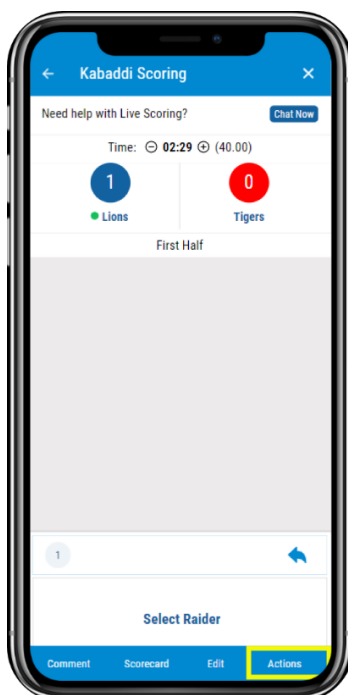 Kabaddi Scoring
Need help with Live Scoring? Chat Now
Time: 02:29 (40.00)
1 0
Lions Tigers
First Half
1
Select Raider
Comment Scorecard Edit Actions